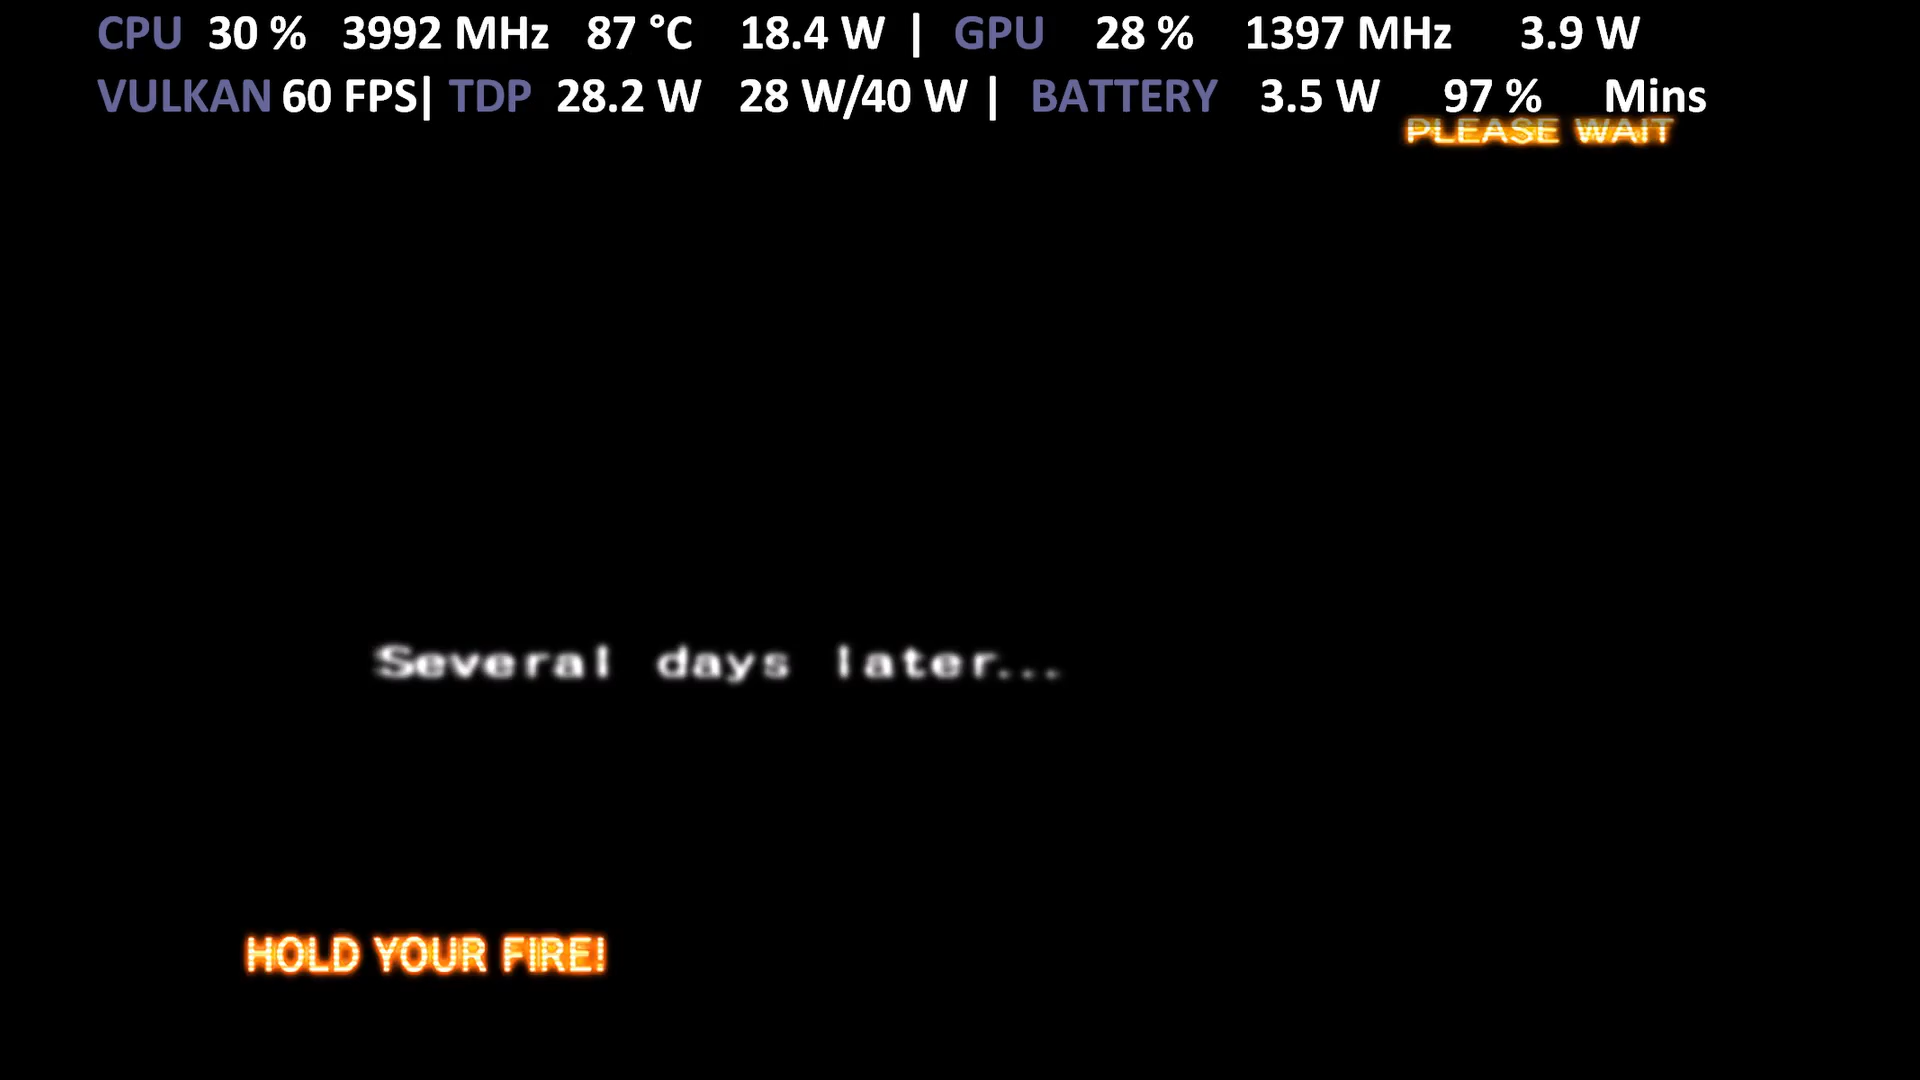 CPU 30 % 3992 MHz 87 °C 18.4 W | GPU 28 % 1397 MHz 3.9 W
VULKAN 60 FPS| TDP 28.2 W 28 W/40 W | BATTERY 3.5 W 97 % Mins
PLEASE WAIT
Several days later...
HOLD YOUR FIRE!